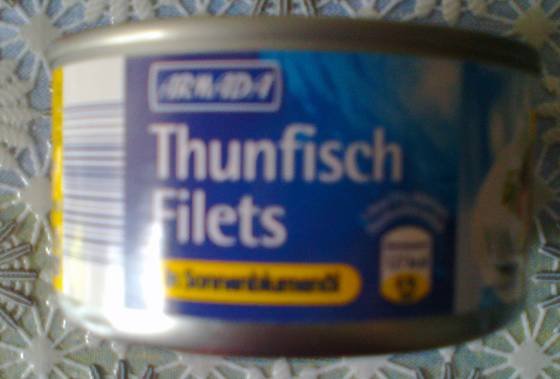 ARMADA
Thunfisch
Filets
in Sonnenblumenöl